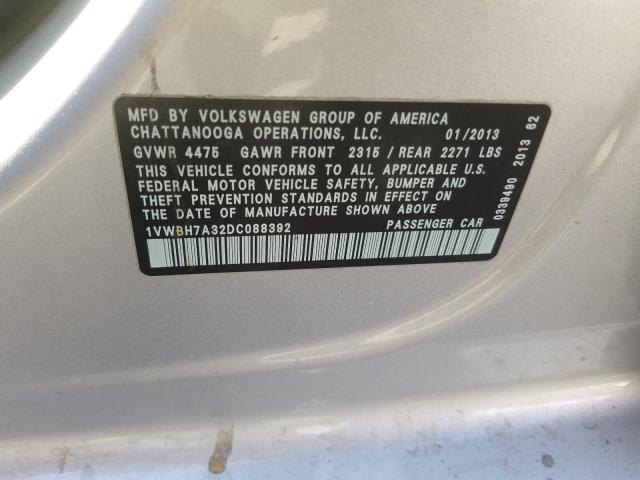 MFD BY VOLKSWAGEN GROUP OF AMERICA
CHATTANOOGA OPERATIONS, LLC. 01/2013
GVWR 4475 GAWR FRONT 2315 / REAR 2271 LBS
THIS VEHICLE CONFORMS TO ALL APPLICABLE U.S.
FEDERAL MOTOR VEHICLE SAFETY, BUMPER AND
THEFT PREVENTION STANDARDS IN EFFECT ON
THE DATE OF MANUFACTURE SHOWN ABOVE
1VWBH7A32DC088392 PASSENGER CAR
0339490 2013 62